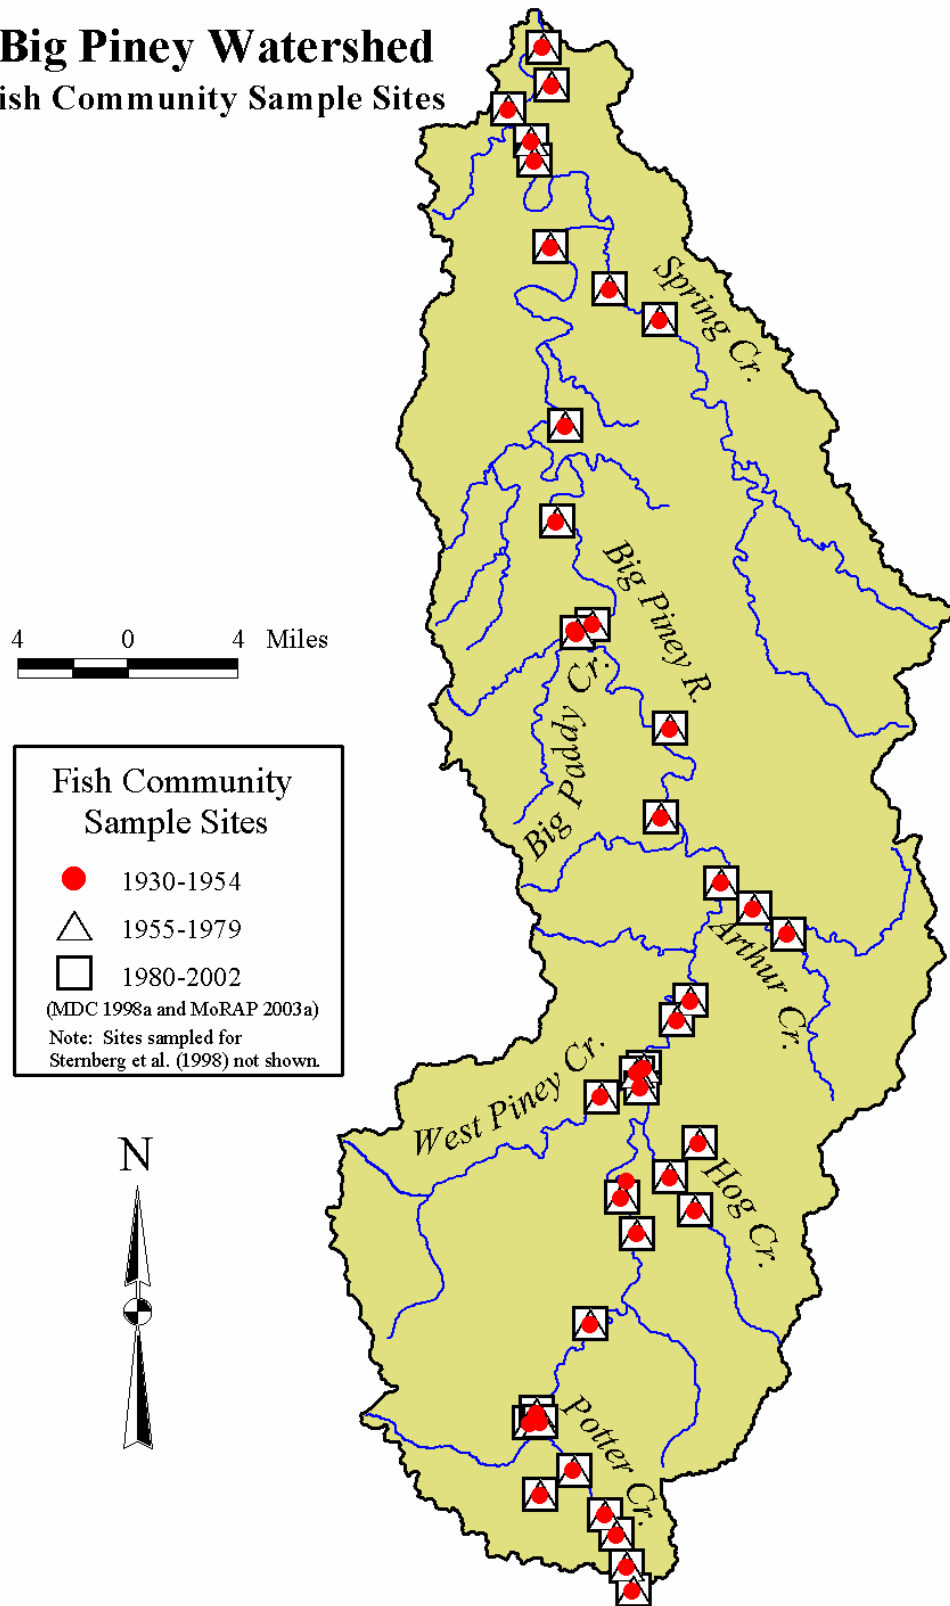 Big Piney Watershed
ish Community Sample Sites
Spring Cr.
Big Piney R.
4 0 4 Miles
Big Paddy Cr.
Fish Community
Sample Sites
1930-1954
1955-1979
1980-2002
(MDC 1998a and MoRAP 2003a)
Note: Sites sampled for
Sternberg et al. (1998) not shown.
Arthur Cr.
West Piney Cr.
N
Hog Cr.
Potter Cr.